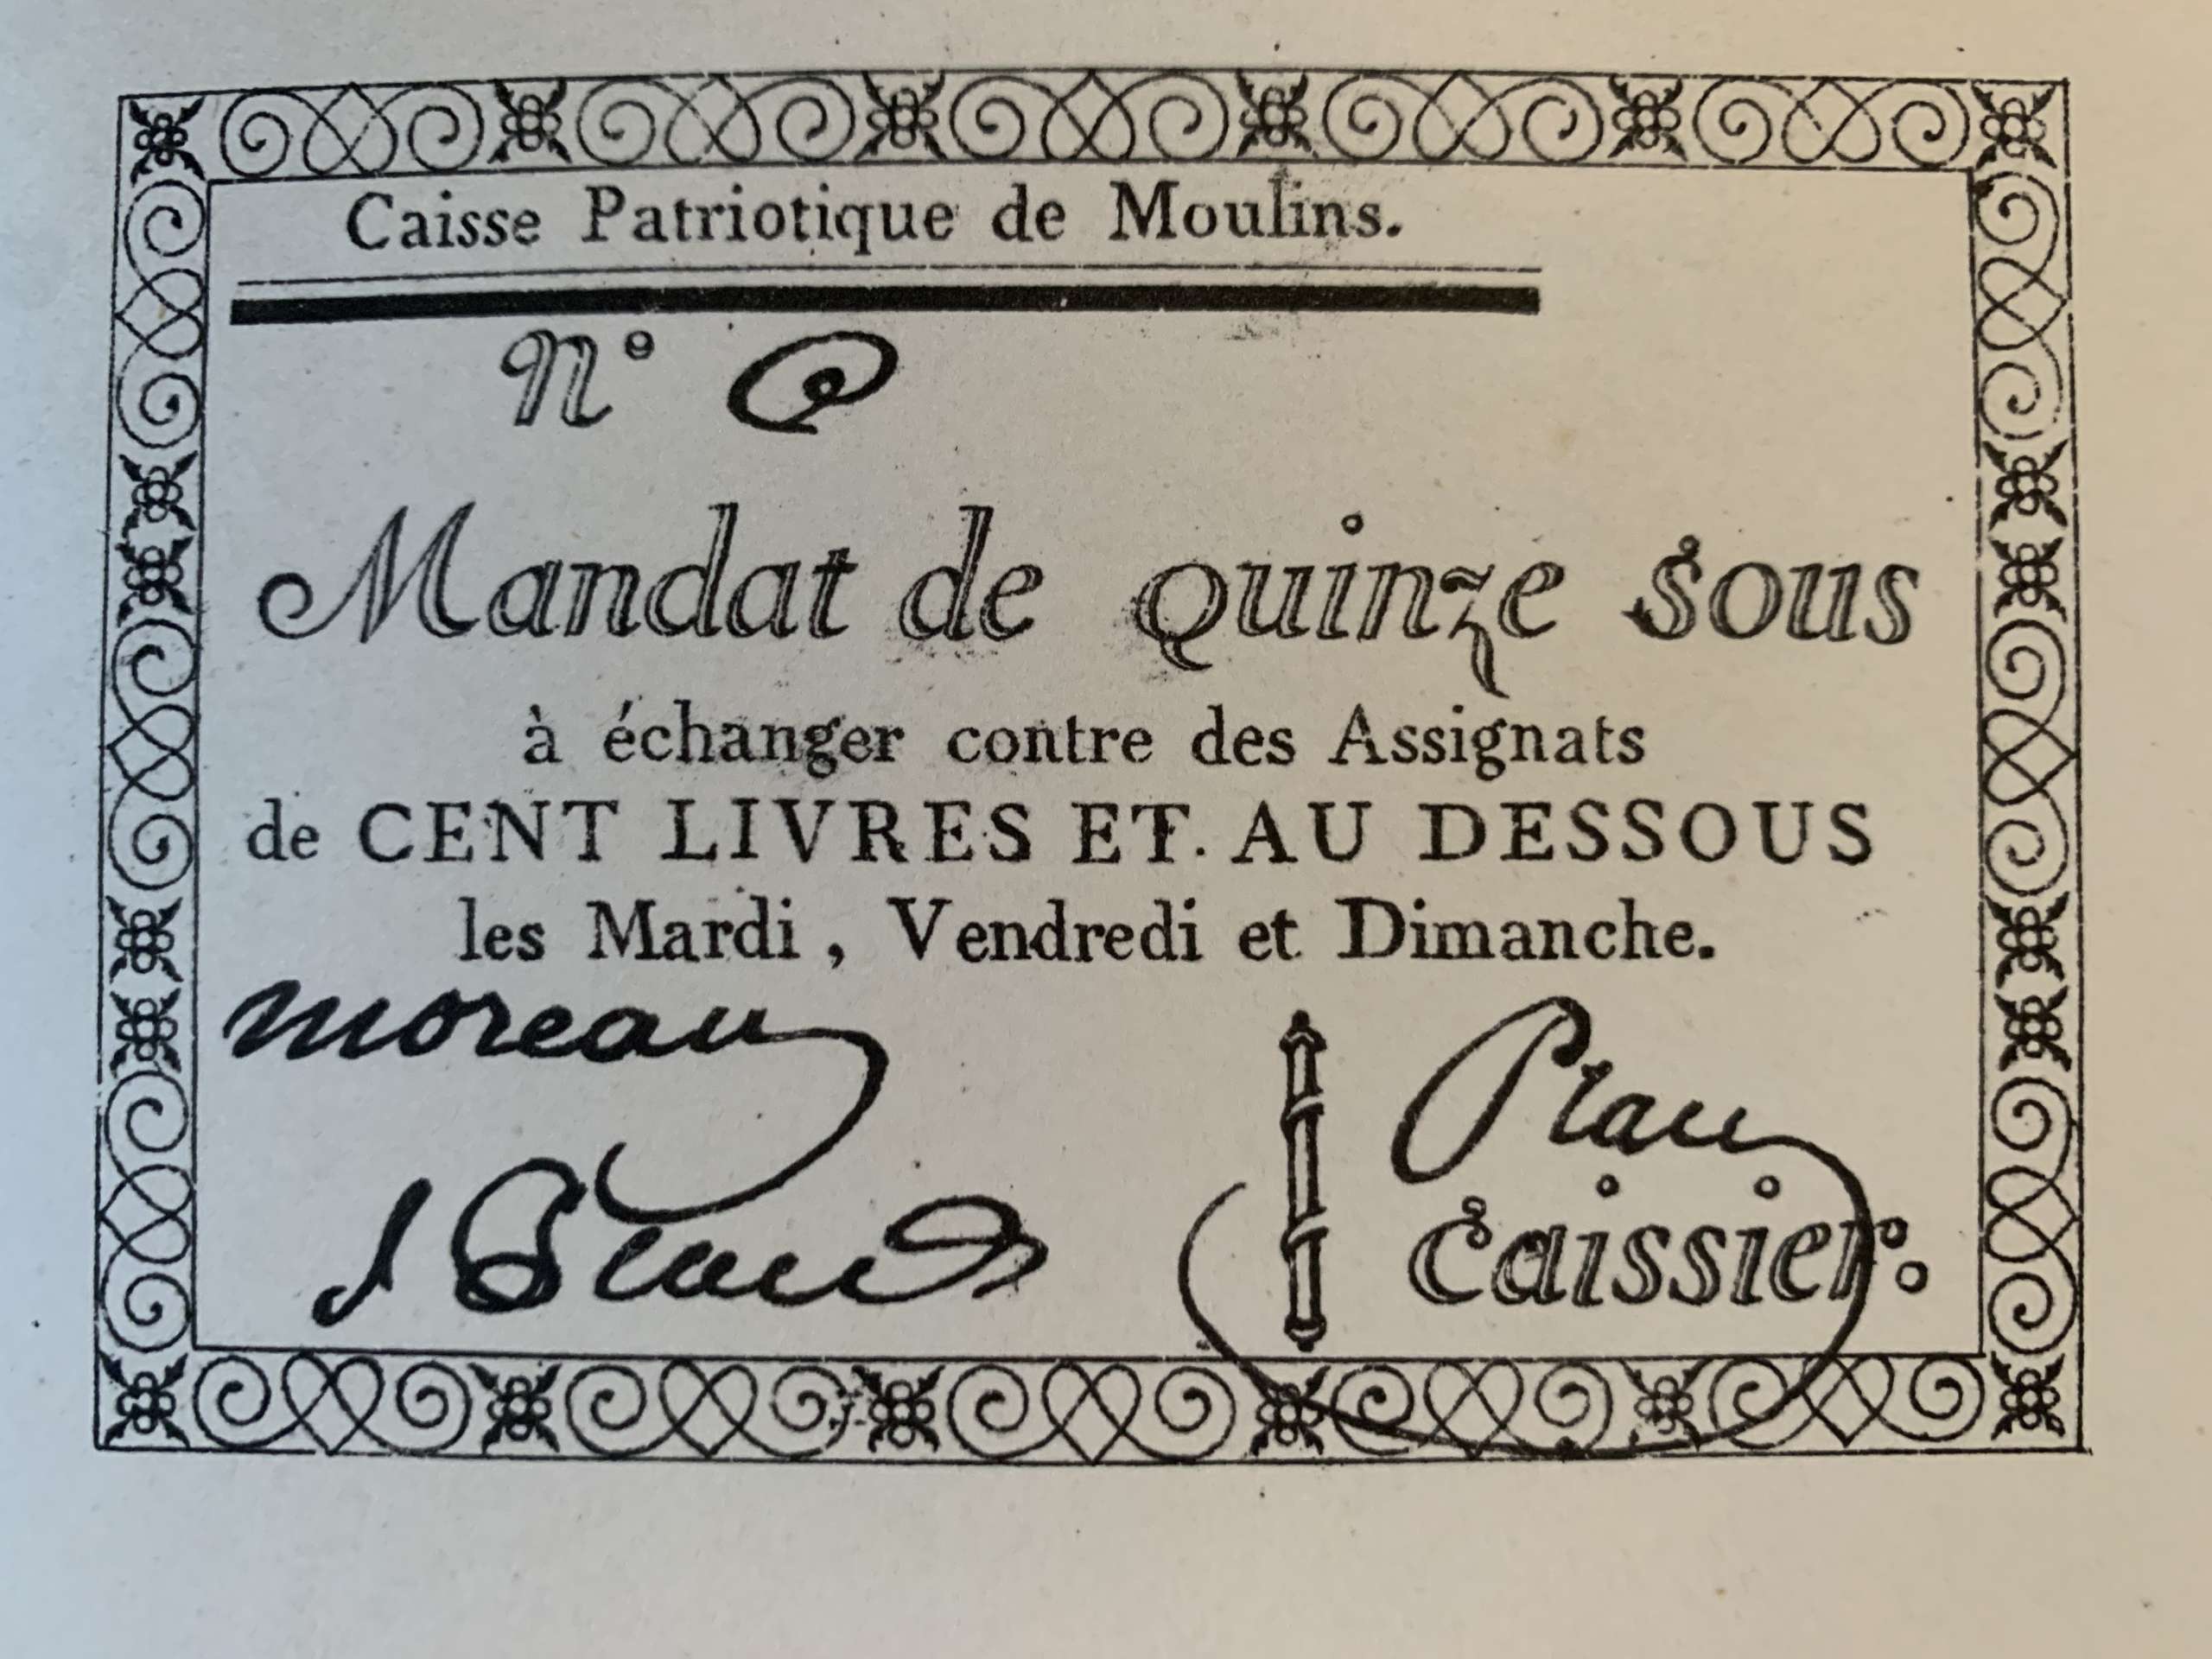 Caisse Patriotique de Moulins.
N°
Mandat de quinze sous
à échanger contre des Assignats
de CENT LIVRES ET. AU DESSOUS
les Mardi, Vendredi et Dimanche.
moreau
Caissier.